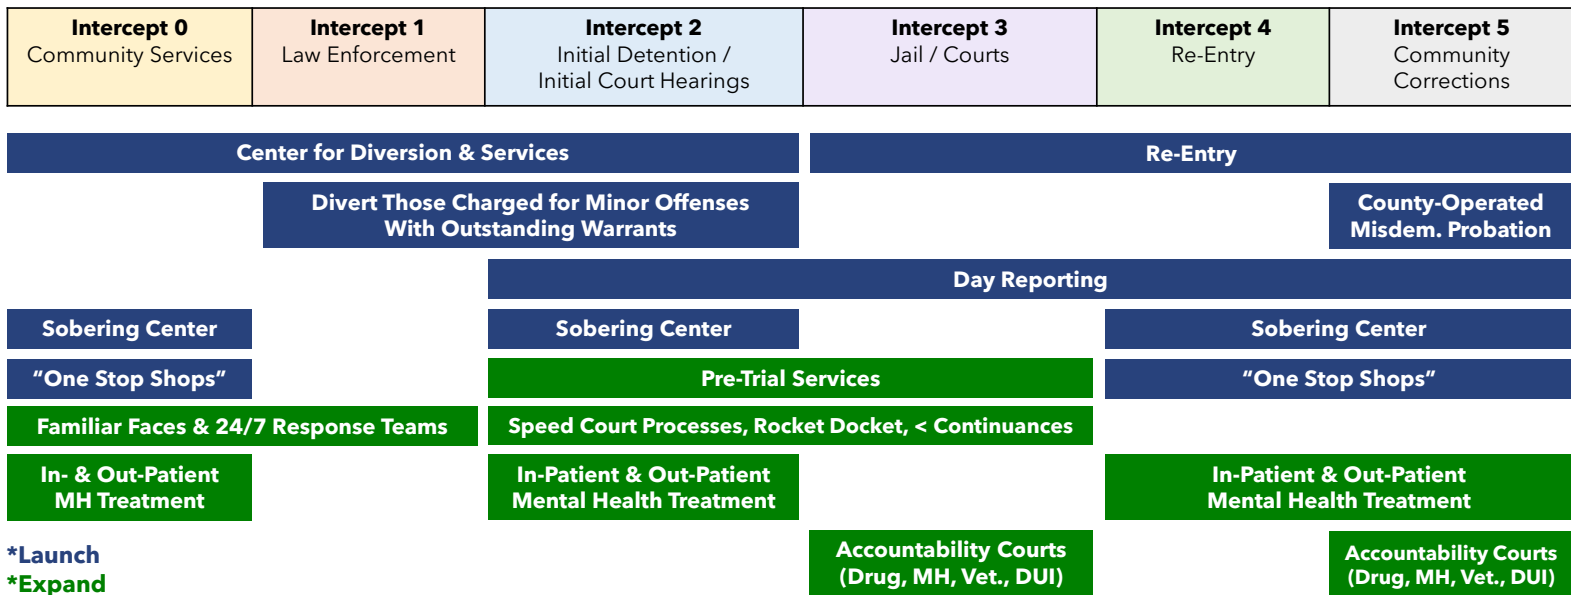 Intercept 0
Community Services
Intercept 1
Law Enforcement
Intercept 2
Initial Detention /
Initial Court Hearings
Intercept 3
Jail / Courts
Intercept 4
Re-Entry
Intercept 5
Community
Corrections
Center for Diversion & Services
Re-Entry
Divert Those Charged for Minor Offenses
With Outstanding Warrants
County-Operated
Misdem. Probation
Day Reporting
Sobering Center
Sobering Center
Sobering Center
“One Stop Shops”
Pre-Trial Services
“One Stop Shops”
Familiar Faces & 24/7 Response Teams
Speed Court Processes, Rocket Docket, < Continuances
In- & Out-Patient
MH Treatment
In-Patient & Out-Patient
Mental Health Treatment
In-Patient & Out-Patient
Mental Health Treatment
*Launch
*Expand
Accountability Courts
(Drug, MH, Vet., DUI)
Accountability Courts
(Drug, MH, Vet., DUI)